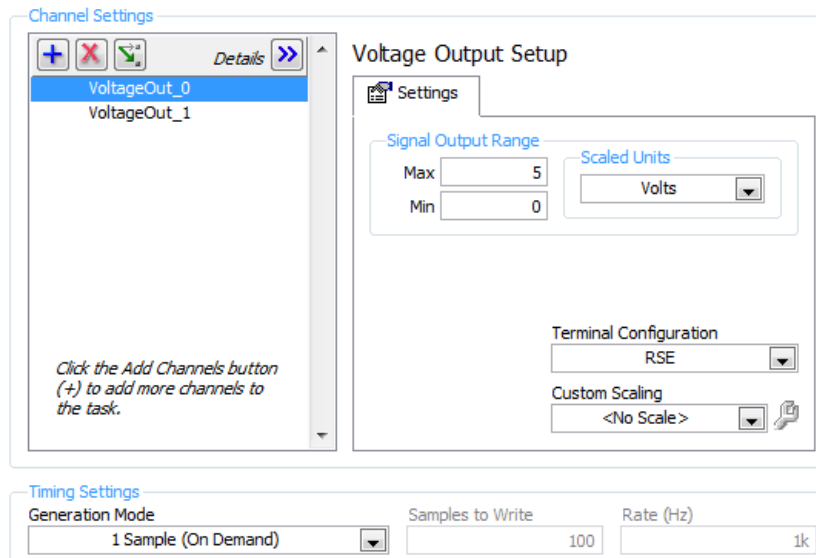 Channel Settings
Details
VoltageOut_0
VoltageOut_1
Click the Add Channels button
(+) to add more channels to
the task.
Voltage Output Setup
Settings
Signal Output Range
Max 5
Min 0
Scaled Units
Volts
Terminal Configuration
RSE
Custom Scaling
<No Scale>
Timing Settings
Generation Mode Samples to Write Rate (Hz)
1 Sample (On Demand) 100 1k